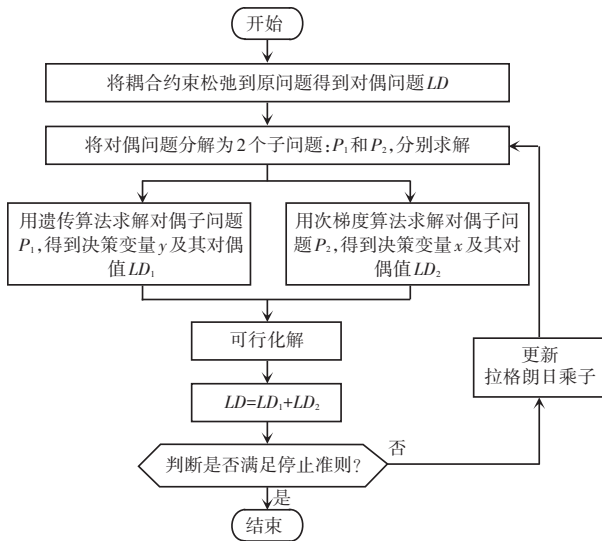 开始
将耦合约束松弛到原问题得到对偶问题LD
将对偶问题分解为2个子问题:P₁和P₂,分别求解
用遗传算法求解对偶子问题
P₁,得到决策变量y及其对偶
值LD₁
用次梯度算法求解对偶子问
题P₂,得到决策变量x及其对
偶值LD₂
可行化解
更新
拉格朗日乘子
LD=LD₁+LD₂
判断是否满足停止准则?
否
是
结束